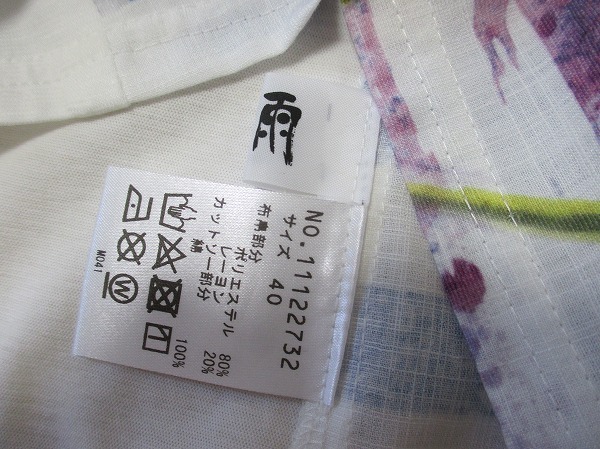 雨
NO.11122732
サイズ 40
布帛部分
ポリエステル 80%
レーヨン 20%
カットソー部分
綿 100%
W
M041